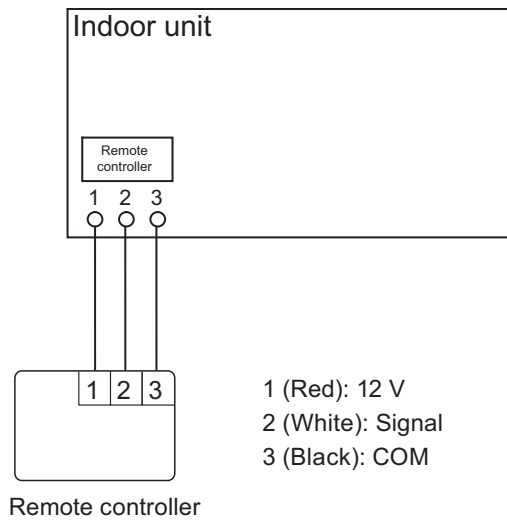 Indoor unit
Remote
controller
1 2 3
1 2 3
1 (Red): 12 V
2 (White): Signal
3 (Black): COM
Remote controller